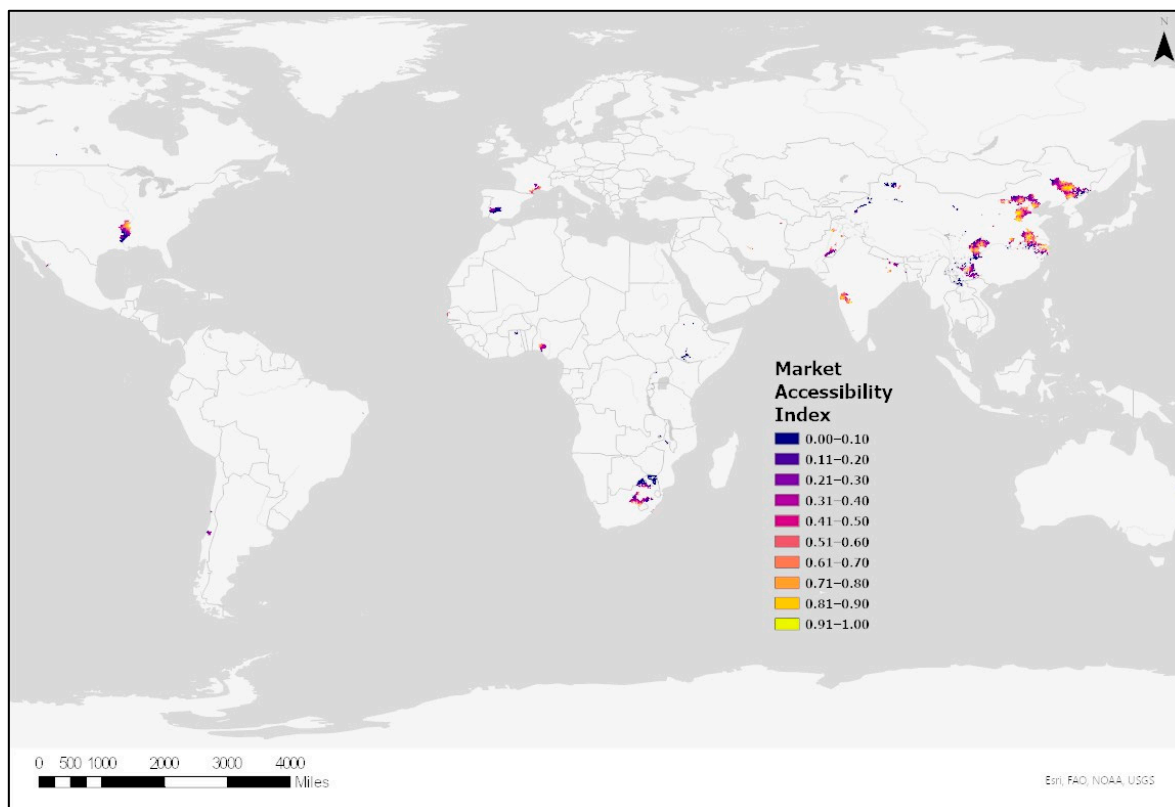 N
Market
Accessibility
Index
0.00–0.10
0.11–0.20
0.21–0.30
0.31–0.40
0.41–0.50
0.51–0.60
0.61–0.70
0.71–0.80
0.81–0.90
0.91–1.00
0 500 1000 2000 3000 4000
Miles
Esri, FAO, NOAA, USGS